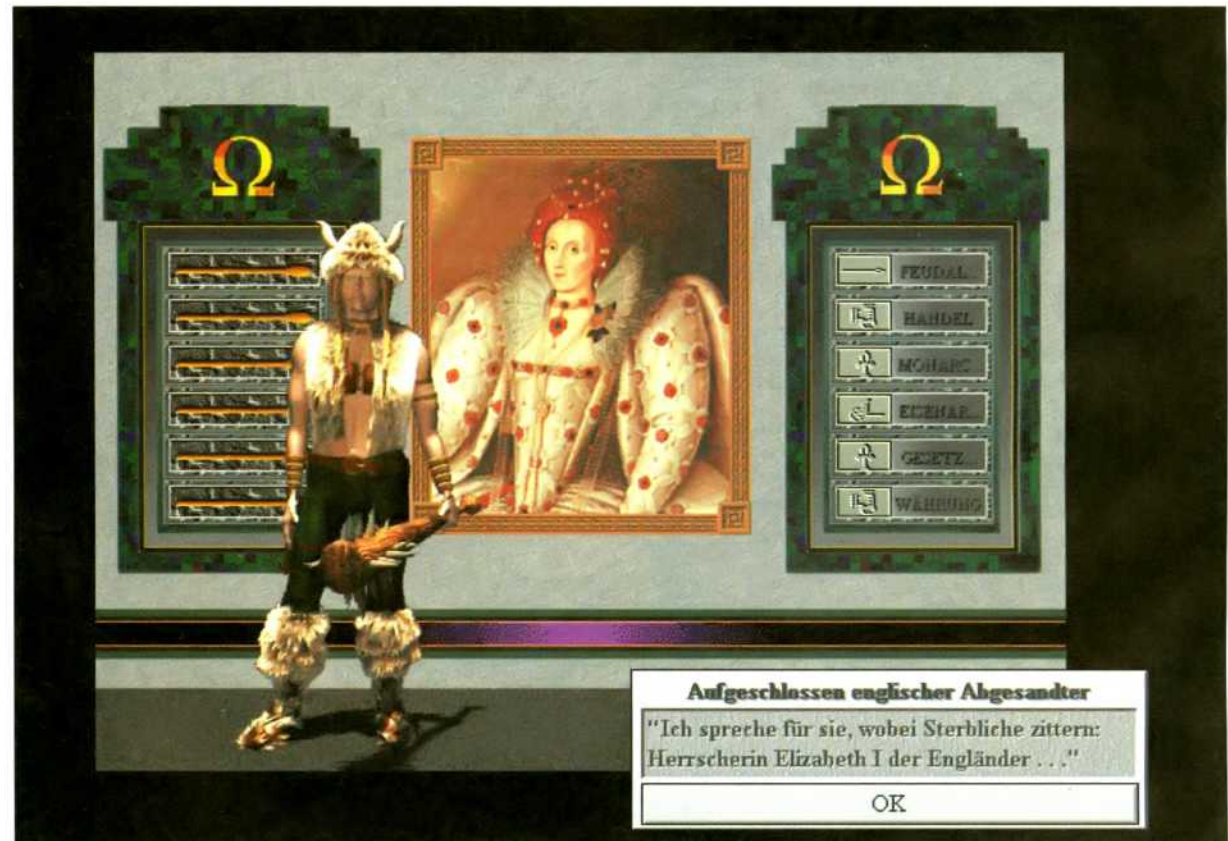 Ω
Ω
FEUDAL...
HANDEL
MONARC...
EISENAR...
GESETZ...
WÄHRUNG
Aufgeschlossen englischer Abgesandter
"Ich spreche für sie, wobei Sterbliche zittern:
Herrscherin Elizabeth I der Engländer . . ."
OK